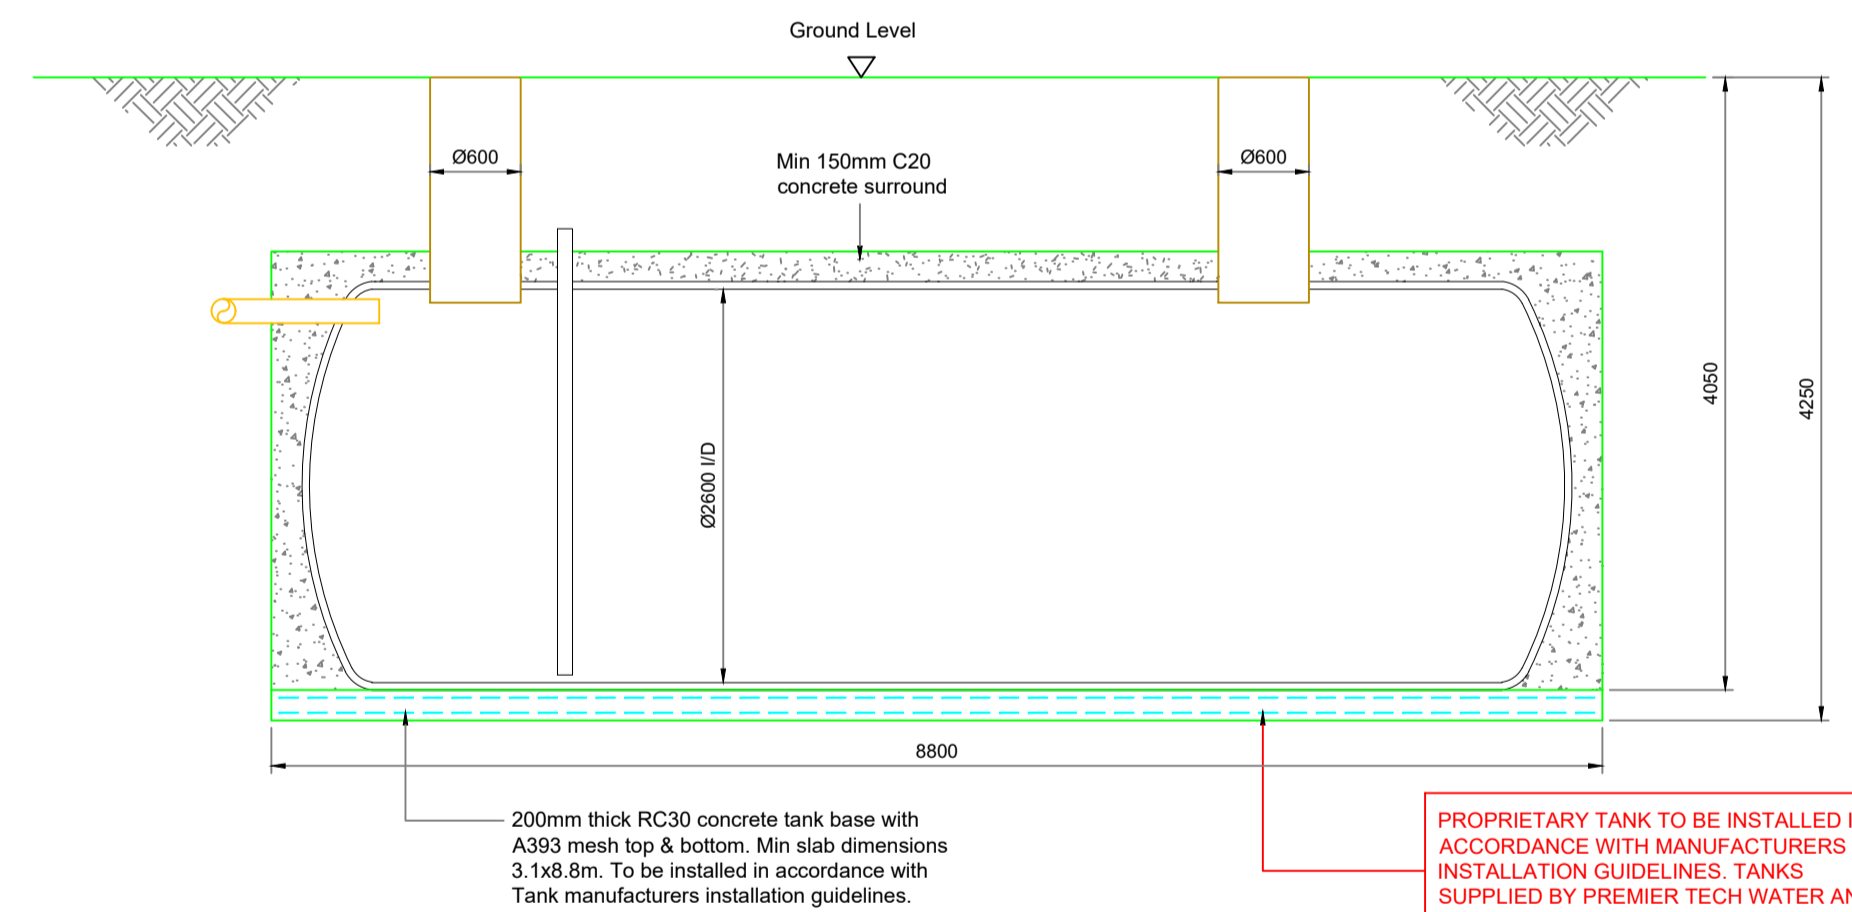 Ground Level
Ø600
Min 150mm C20
concrete surround
Ø600
Ø2600 I/D
4050
4250
8800
200mm thick RC30 concrete tank base with
A393 mesh top & bottom. Min slab dimensions
3.1x8.8m. To be installed in accordance with
Tank manufacturers installation guidelines.
PROPRIETARY TANK TO BE INSTALLED
ACCORDANCE WITH MANUFACTURERS
INSTALLATION GUIDELINES. TANKS
SUPPLIED BY PREMIER TECH WATER